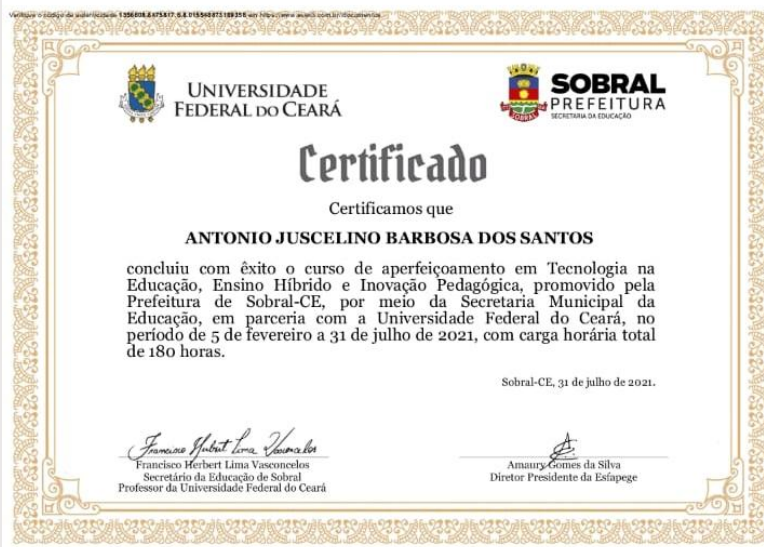 UNIVERSIDADE
FEDERAL DO CEARÁ
SOBRAL
SOBRAL
PREFEITURA
SECRETARIA DA EDUCAÇÃO
Certificado
Certificamos que
ANTONIO JUSCELINO BARBOSA DOS SANTOS
concluiu com êxito o curso de aperfeiçoamento em Tecnologia na
Educação, Ensino Híbrido e Inovação Pedagógica, promovido pela
Prefeitura de Sobral-CE, por meio da Secretaria Municipal da
Educação, em parceria com a Universidade Federal do Ceará, no
período de 5 de fevereiro a 31 de julho de 2021, com carga horária total
de 180 horas.
Sobral-CE, 31 de julho de 2021.
Francisco Herbert Lima Vasconcelos
Francisco Herbert Lima Vasconcelos
Secretário da Educação de Sobral
Professor da Universidade Federal do Ceará
Amaury Gomes da Silva
Diretor Presidente da Esfapege